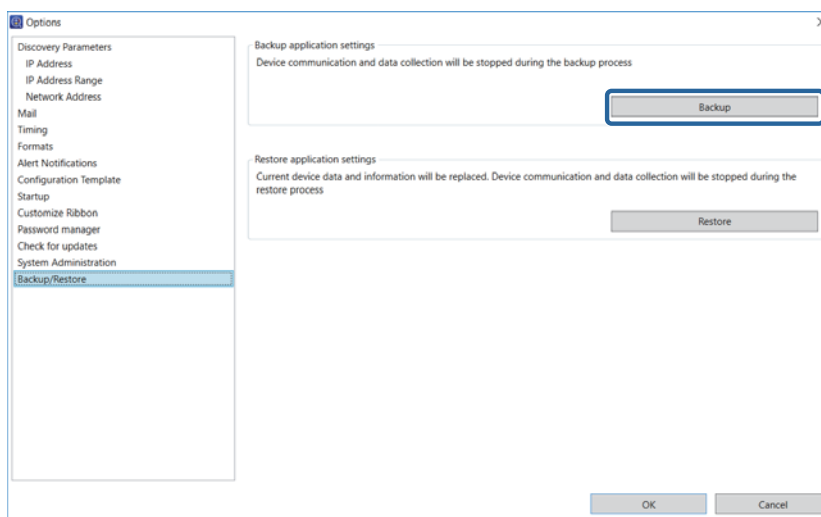 Options
Discovery Parameters
IP Address
IP Address Range
Network Address
Mail
Timing
Formats
Alert Notifications
Configuration Template
Startup
Customize Ribbon
Password manager
Check for updates
System Administration
Backup/Restore
Backup application settings
Device communication and data collection will be stopped during the backup process
Backup
Restore application settings
Current device data and information will be replaced. Device communication and data collection will be stopped during the
restore process
Restore
OK
Cancel